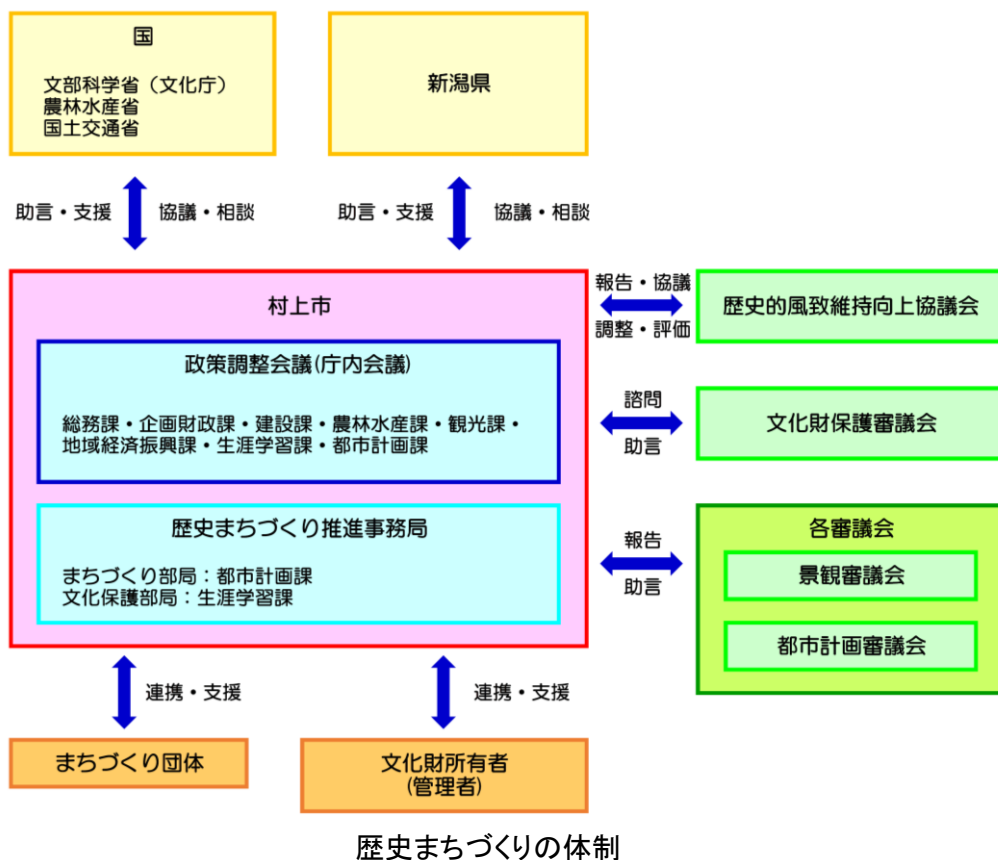 国
文部科学省（文化庁）
農林水産省
国土交通省
新潟県
助言・支援
協議・相談
助言・支援
協議・相談
村上市
政策調整会議(庁内会議)
総務課・企画財政課・建設課・農林水産課・観光課・
地域経済振興課・生涯学習課・都市計画課
歴史まちづくり推進事務局
まちづくり部局：都市計画課
文化保護部局：生涯学習課
報告・協議
調整・評価
歴史的風致維持向上協議会
諮問
助言
文化財保護審議会
報告
助言
各審議会
景観審議会
都市計画審議会
連携・支援
連携・支援
まちづくり団体
文化財所有者
(管理者)
歴史まちづくりの体制